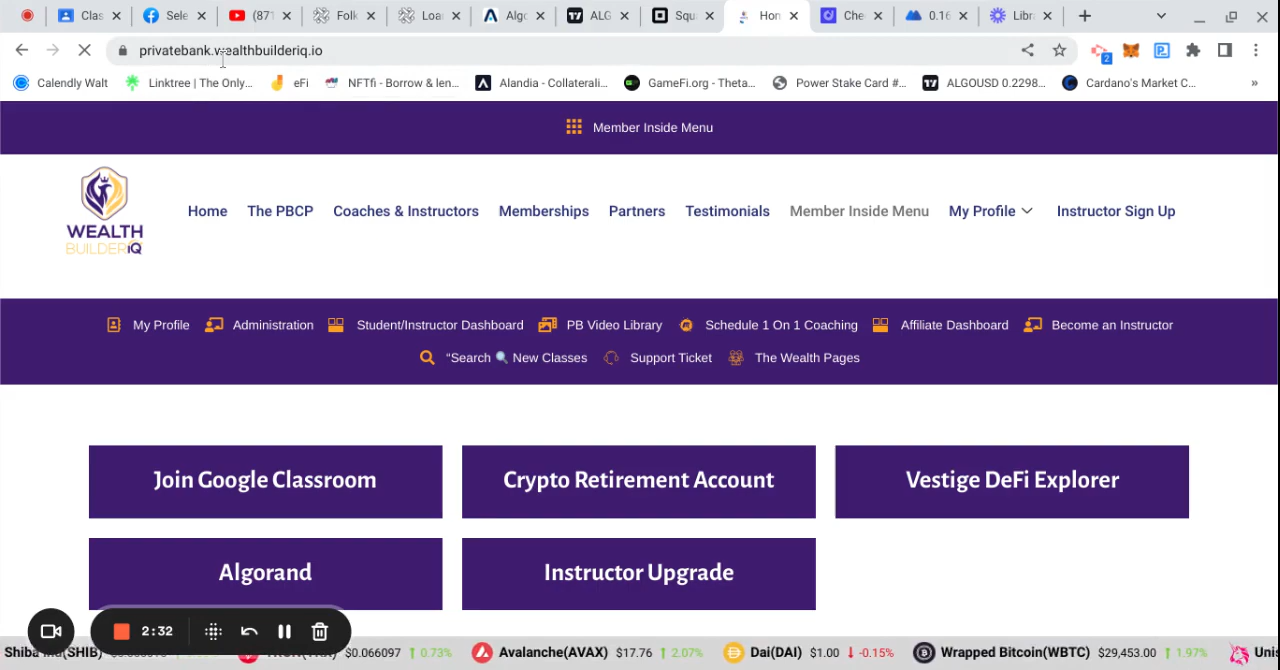 Clas Sele (871 Folk Loai Algo ALG Squ Hon Che 0.16 Libr
privatebank.wealthbuilderiq.io
2
Calendly Walt Linktree | The Only... eFi NFTfi - Borrow & len... Alandia - Collaterali... GameFi.org - Theta... Power Stake Card #... ALGOUSD 0.2298... Cardano's Market C... »
Member Inside Menu
WEALTH
BUILDERIQ
Home The PBCP Coaches & Instructors Memberships Partners Testimonials Member Inside Menu My Profile Instructor Sign Up
My Profile Administration Student/Instructor Dashboard PB Video Library Schedule 1 On 1 Coaching Affiliate Dashboard Become an Instructor
"Search 🔍 New Classes Support Ticket The Wealth Pages
Join Google Classroom Crypto Retirement Account Vestige DeFi Explorer
Algorand Instructor Upgrade
2:32
Shiba Inu(SHIB) $0.066097 ↑ 0.73% Avalanche(AVAX) $17.76 ↑ 2.07% Dai(DAI) $1.00 ↓ -0.15% Wrapped Bitcoin(WBTC) $29,453.00 ↑ 1.97% Unis